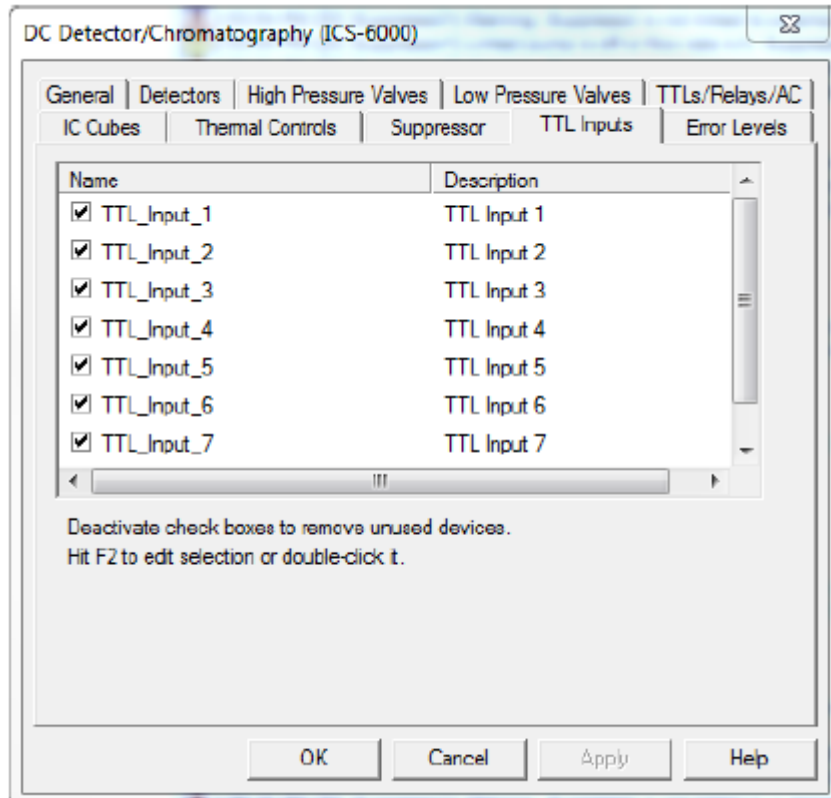 DC Detector/Chromatography (ICS-6000)
General Detectors High Pressure Valves Low Pressure Valves TTLs/Relays/AC
IC Cubes Thermal Controls Suppressor TTL Inputs Error Levels
Name Description
TTL_Input_1 TTL Input 1
TTL_Input_2 TTL Input 2
TTL_Input_3 TTL Input 3
TTL_Input_4 TTL Input 4
TTL_Input_5 TTL Input 5
TTL_Input_6 TTL Input 6
TTL_Input_7 TTL Input 7
Deactivate check boxes to remove unused devices.
Hit F2 to edit selection or double-click it.
OK Cancel Apply Help